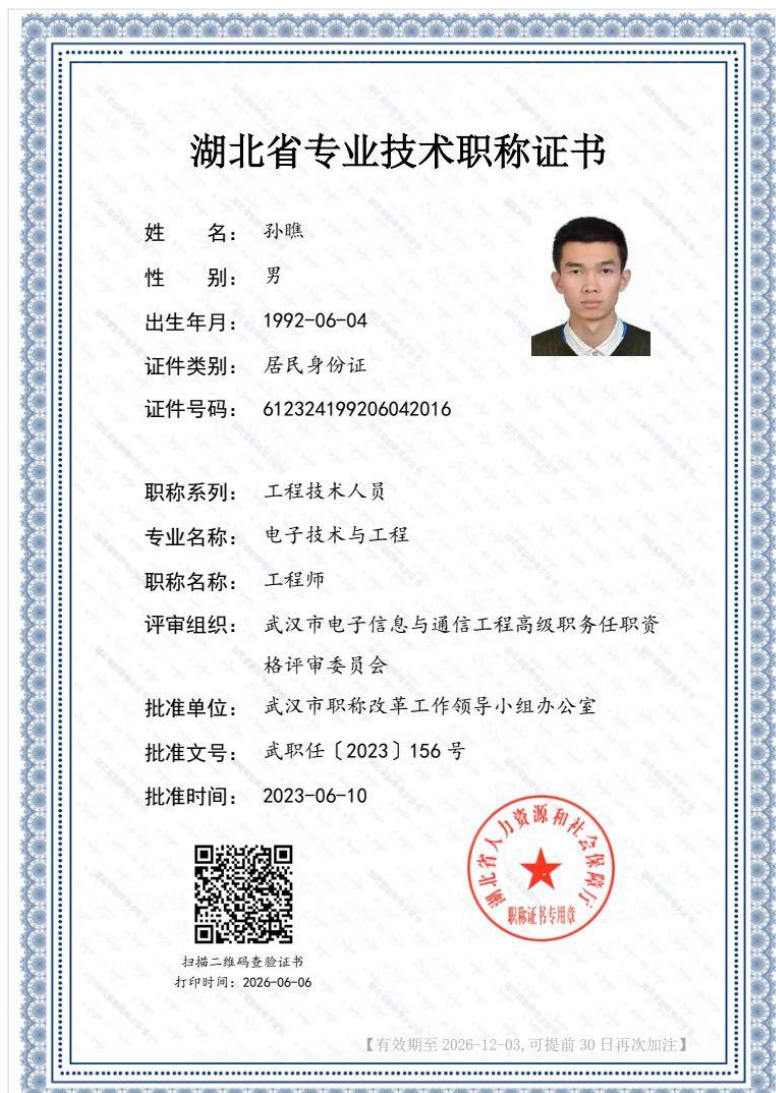 湖北省专业技术职称证书
姓 名： 孙瞧
性 别： 男
出生年月： 1992-06-04
证件类别： 居民身份证
证件号码： 612324199206042016
职称系列： 工程技术人员
专业名称： 电子技术与工程
职称名称： 工程师
评审组织： 武汉市电子信息与通信工程高级职务任职资
格评审委员会
批准单位： 武汉市职称改革工作领导小组办公室
批准文号： 武职任〔2023〕156 号
批准时间： 2023-06-10
湖北省人力资源和社会保障厅
职称证书专用章
扫描二维码查验证书
打印时间：2026-06-06
【有效期至 2026-12-03,可提前 30 日再次加注】